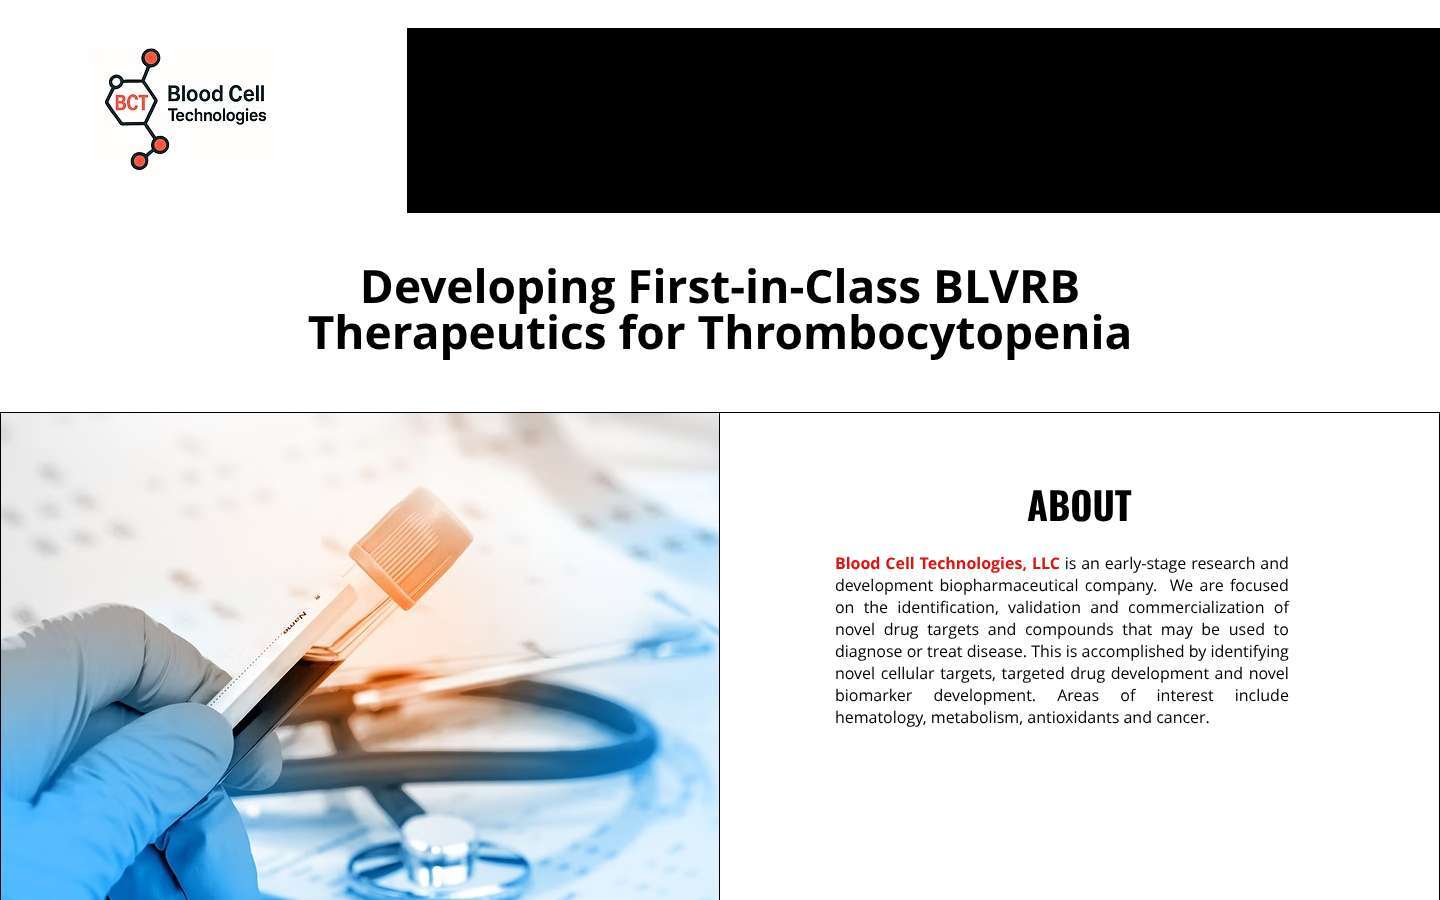 BCT
Blood Cell
Technologies
Developing First-in-Class BLVRB
Therapeutics for Thrombocytopenia
Name
ABOUT
Blood Cell Technologies, LLC is an early-stage research and
development biopharmaceutical company. We are focused
on the identification, validation and commercialization of
novel drug targets and compounds that may be used to
diagnose or treat disease. This is accomplished by identifying
novel cellular targets, targeted drug development and novel
biomarker development. Areas of interest include
hematology, metabolism, antioxidants and cancer.